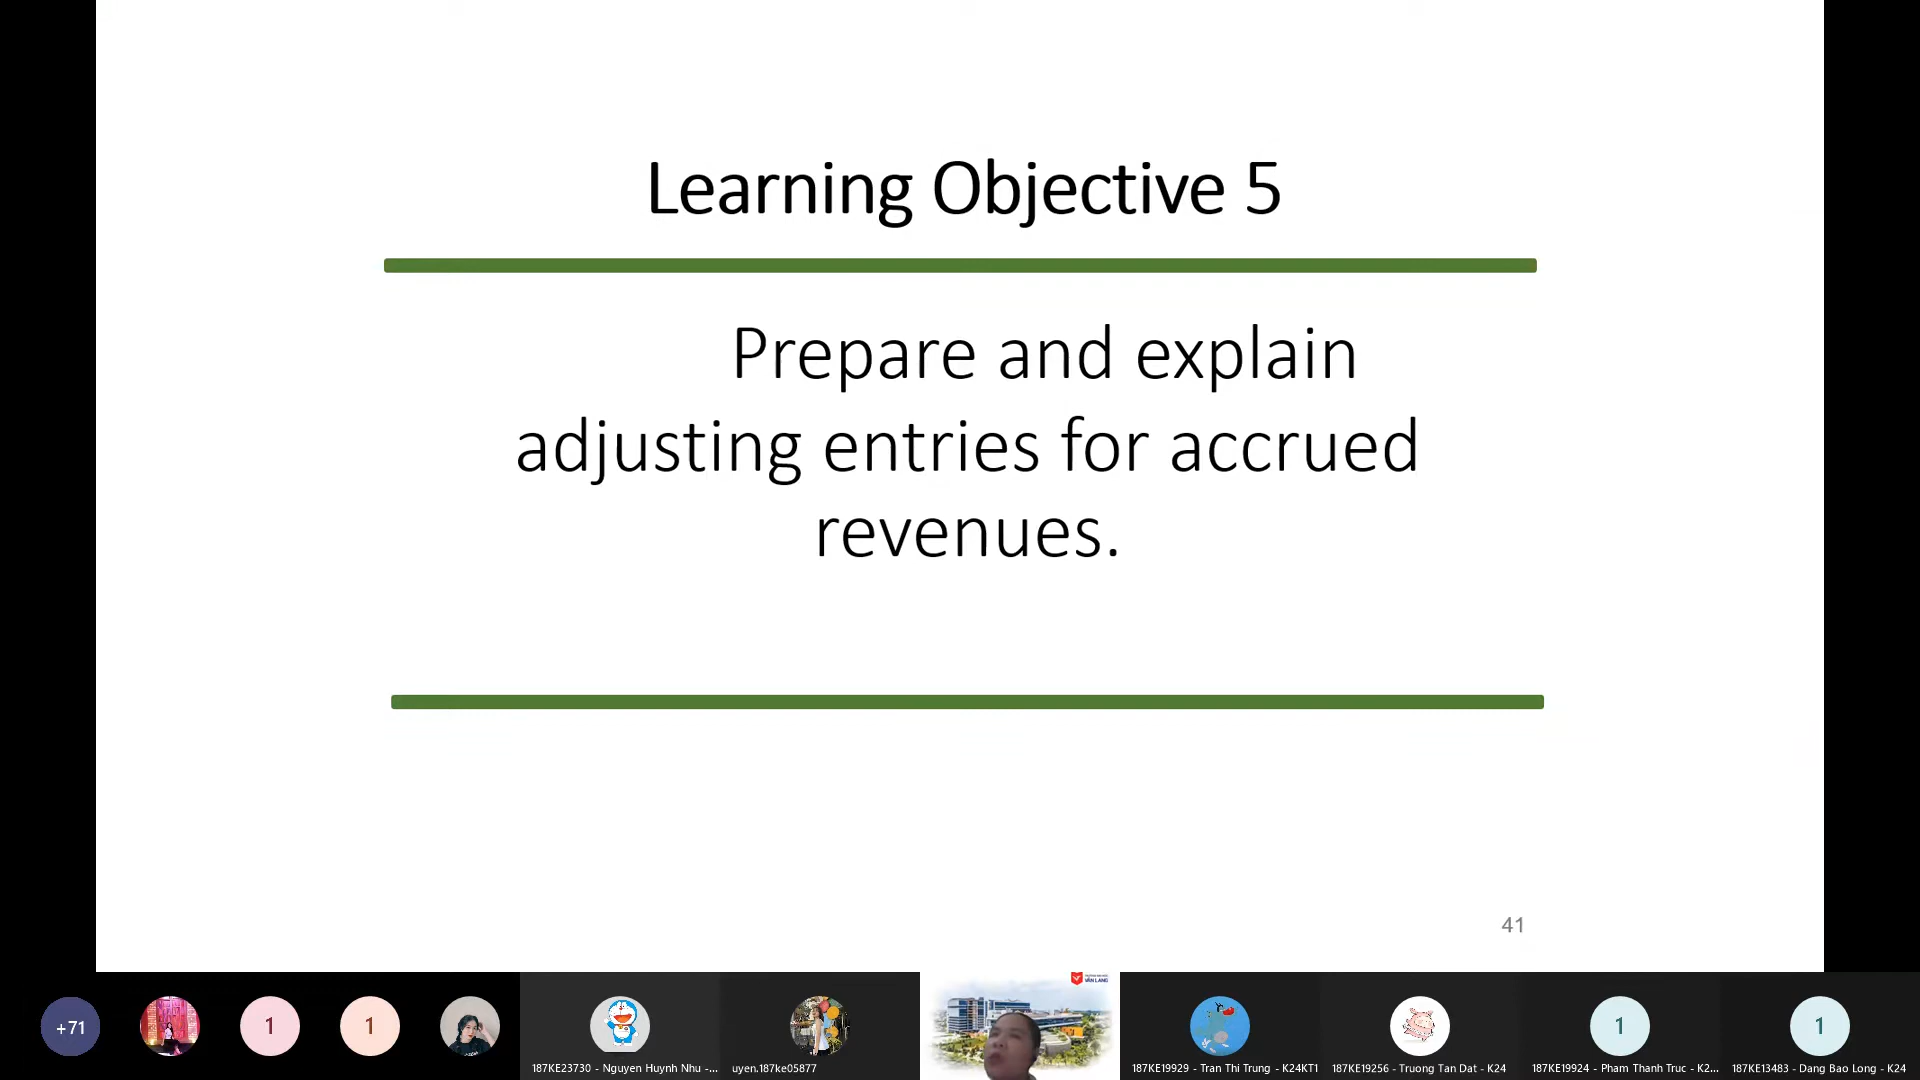 Learning Objective 5
Prepare and explain
adjusting entries for accrued
revenues.
41
+71
1
1
187KE23730 - Nguyen Huynh Nhu -...
uyen.187ke05877
VĂN LANG
187KE19929 - Tran Thi Trung - K24KT1
187KE19256 - Truong Tan Dat - K24
1
187KE19924 - Pham Thanh Truc - K2...
1
187KE13483 - Dang Bao Long - K24